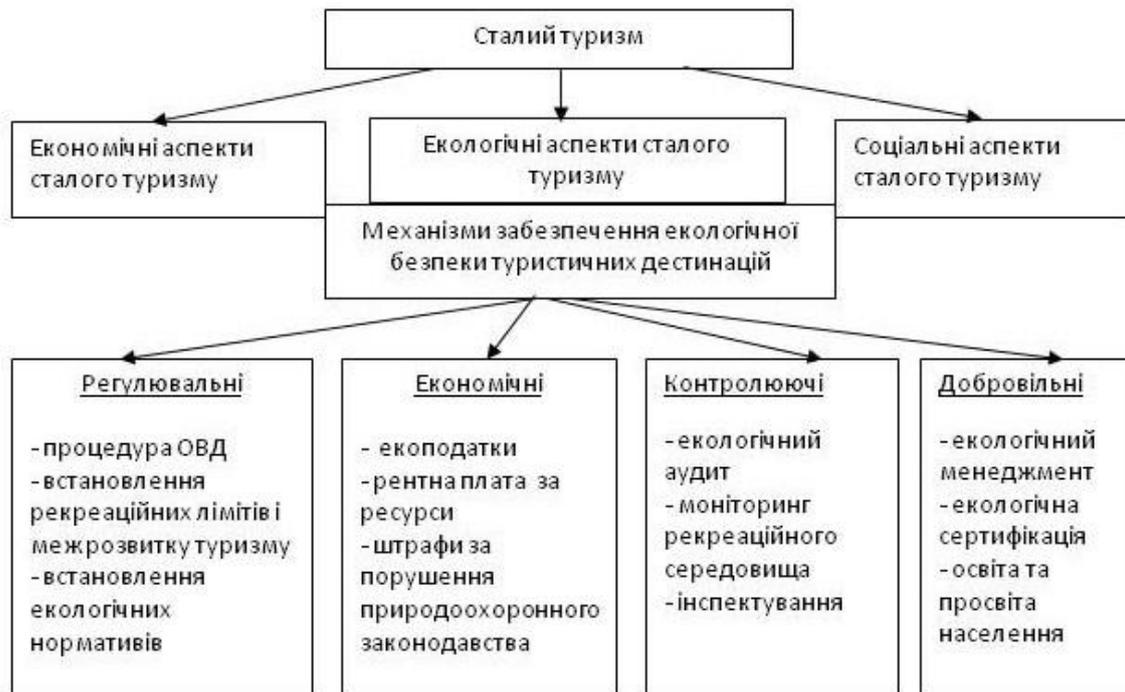 Сталий туризм
Економічні аспекти
сталого туризму
Екологічні аспекти сталого
туризму
Соціальні аспекти
сталого туризму
Механізми забезпечення екологічної
безпеки туристичних дестинацій
Регулювальні
- процедура ОВД
- встановлення
рекреаційних лімітів і
межрозвитку туризму
- встановлення
екологічних
нормативів
Економічні
- екоподатки
- рентна плата за
ресурси
- штрафи за
порушення
природоохоронного
законодавства
Контролюючі
- екологічний
аудит
- моніторинг
рекреаційного
середовища
- інспектування
Добровільні
- екологічний
менеджмент
- екологічна
сертифікація
- освіта та
просвіта
населення